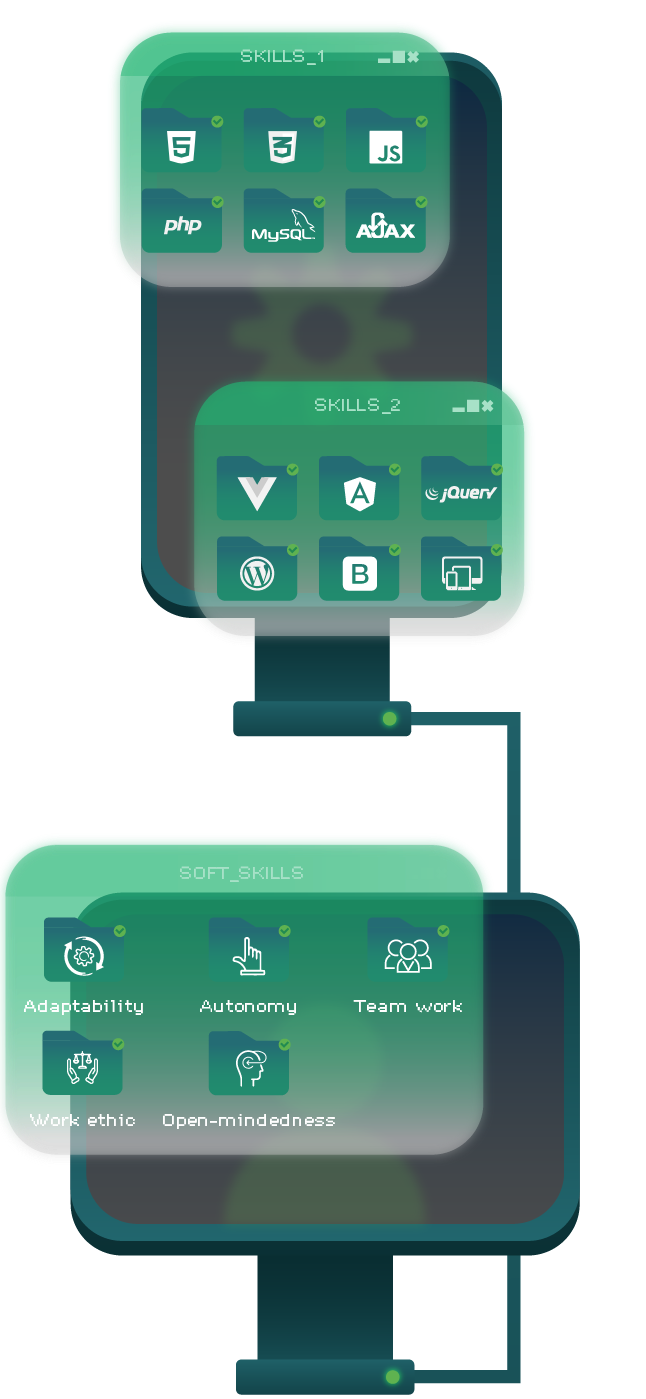 SKILLS_1
5 3 JS
php MySQL AJAX
SKILLS_2
V A jQuery
W B
SOFT_SKILLS
Adaptability Autonomy Team work
Work ethic Open-mindedness